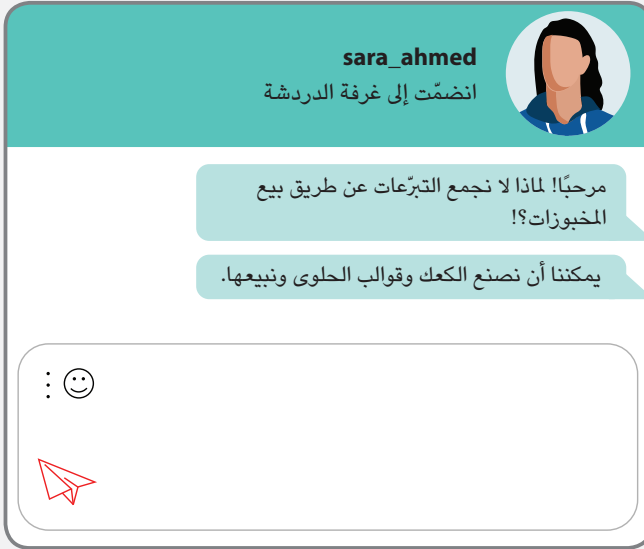 sara_ahmed
انضمّت إلى غرفة الدردشة
مرحبًا! لماذا لا نجمع التبرّعات عن طريق بيع
المخبوزات؟!
يمكننا أن نصنع الكعك وقوالب الحلوى ونبيعها.